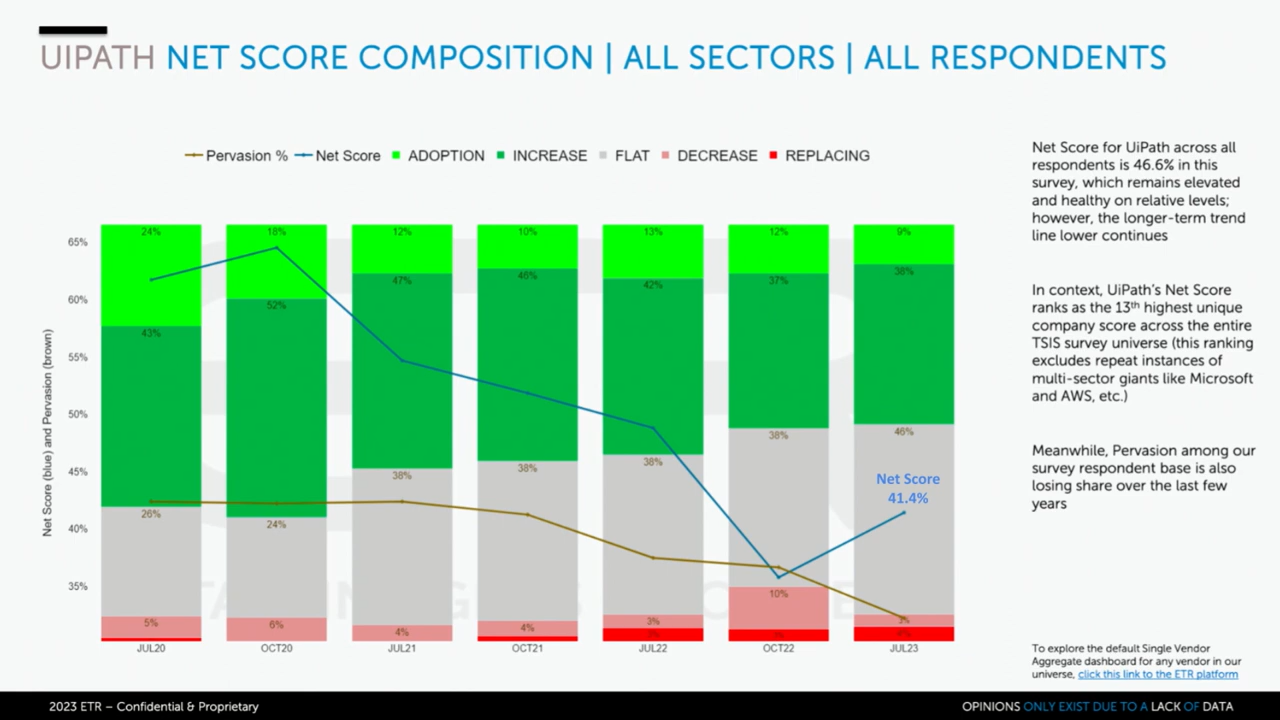 UIPATH NET SCORE COMPOSITION | ALL SECTORS | ALL RESPONDENTS
Pervasion % Net Score ADOPTION INCREASE FLAT DECREASE REPLACING
Net Score (blue) and Pervasion (brown)
65%
60%
55%
50%
45%
40%
35%
24% 18% 12% 10% 13% 12% 9%
43% 52% 47% 46% 42% 37% 38%
26% 24% 38% 38% 38% 38% 46%
5% 6% 4% 4% 3% 10% 3%
Net Score
41.4%
JUL20 OCT20 JUL21 OCT21 JUL22 OCT22 JUL23
Net Score for UiPath across all
respondents is 46.6% in this
survey, which remains elevated
and healthy on relative levels;
however, the longer-term trend
line lower continues
In context, UiPath's Net Score
ranks as the 13th highest unique
company score across the entire
TSIS survey universe (this ranking
excludes repeat instances of
multi-sector giants like Microsoft
and AWS, etc.)
Meanwhile, Pervasion among our
survey respondent base is also
losing share over the last few
years
To explore the default Single Vendor
Aggregate dashboard for any vendor in our
universe, click this link to the ETR platform
2023 ETR – Confidential & Proprietary
OPINIONS ONLY EXIST DUE TO A LACK OF DATA